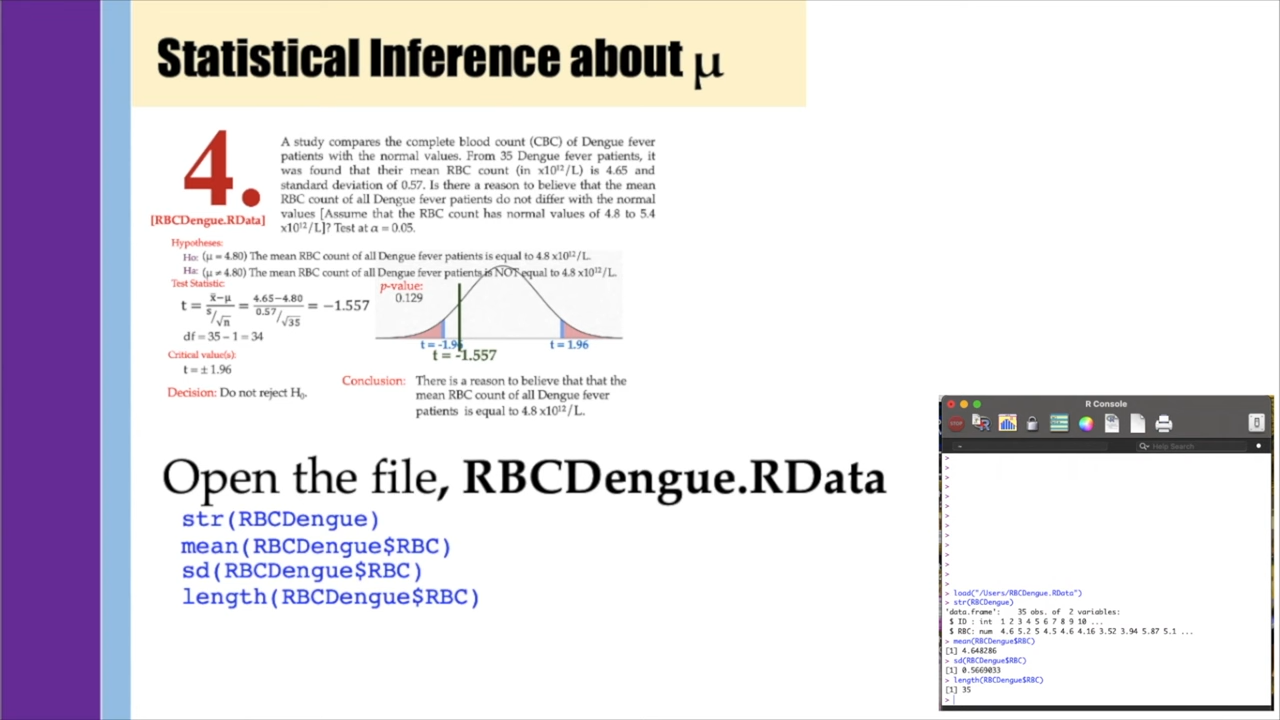 Statistical Inference about μ
4.
[RBCDengue.RData]
A study compares the complete blood count (CBC) of Dengue fever
patients with the normal values. From 35 Dengue fever patients, it
was found that their mean RBC count (in x10¹²/L) is 4.65 and
standard deviation of 0.57. Is there a reason to believe that the mean
RBC count of all Dengue fever patients do not differ with the normal
values [Assume that the RBC count has normal values of 4.8 to 5.4
x10¹²/L]? Test at α = 0.05.
Hypotheses:
Ho: (μ = 4.80) The mean RBC count of all Dengue fever patients is equal to 4.8 x10¹²/L.
Ha: (μ ≠ 4.80) The mean RBC count of all Dengue fever patients is NOT equal to 4.8 x10¹²/L.
Test Statistic:
t = x̄−μ / s/√n = 4.65−4.80 / 0.57/√35 = −1.557
df = 35 − 1 = 34
p-value:
0.129
t = -1.96
t = 1.96
t = -1.557
Critical value(s):
t = ± 1.96
Decision: Do not reject H₀.
Conclusion: There is a reason to believe that that the
mean RBC count of all Dengue fever
patients is equal to 4.8 x10¹²/L.
Open the file, RBCDengue.RData
str(RBCDengue)
mean(RBCDengue$RBC)
sd(RBCDengue$RBC)
length(RBCDengue$RBC)
R Console
STOP
Help Search
>
>
>
>
>
>
>
>
>
>
>
>
>
>
> load("/Users/RBCDengue.RData")
> str(RBCDengue)
'data.frame': 35 obs. of 2 variables:
$ ID : int 1 2 3 4 5 6 7 8 9 10 ...
$ RBC: num 4.6 5.2 5 4.5 4.6 4.16 3.52 3.94 5.87 5.1 ...
> mean(RBCDengue$RBC)
[1] 4.648286
> sd(RBCDengue$RBC)
[1] 0.5669033
> length(RBCDengue$RBC)
[1] 35
>